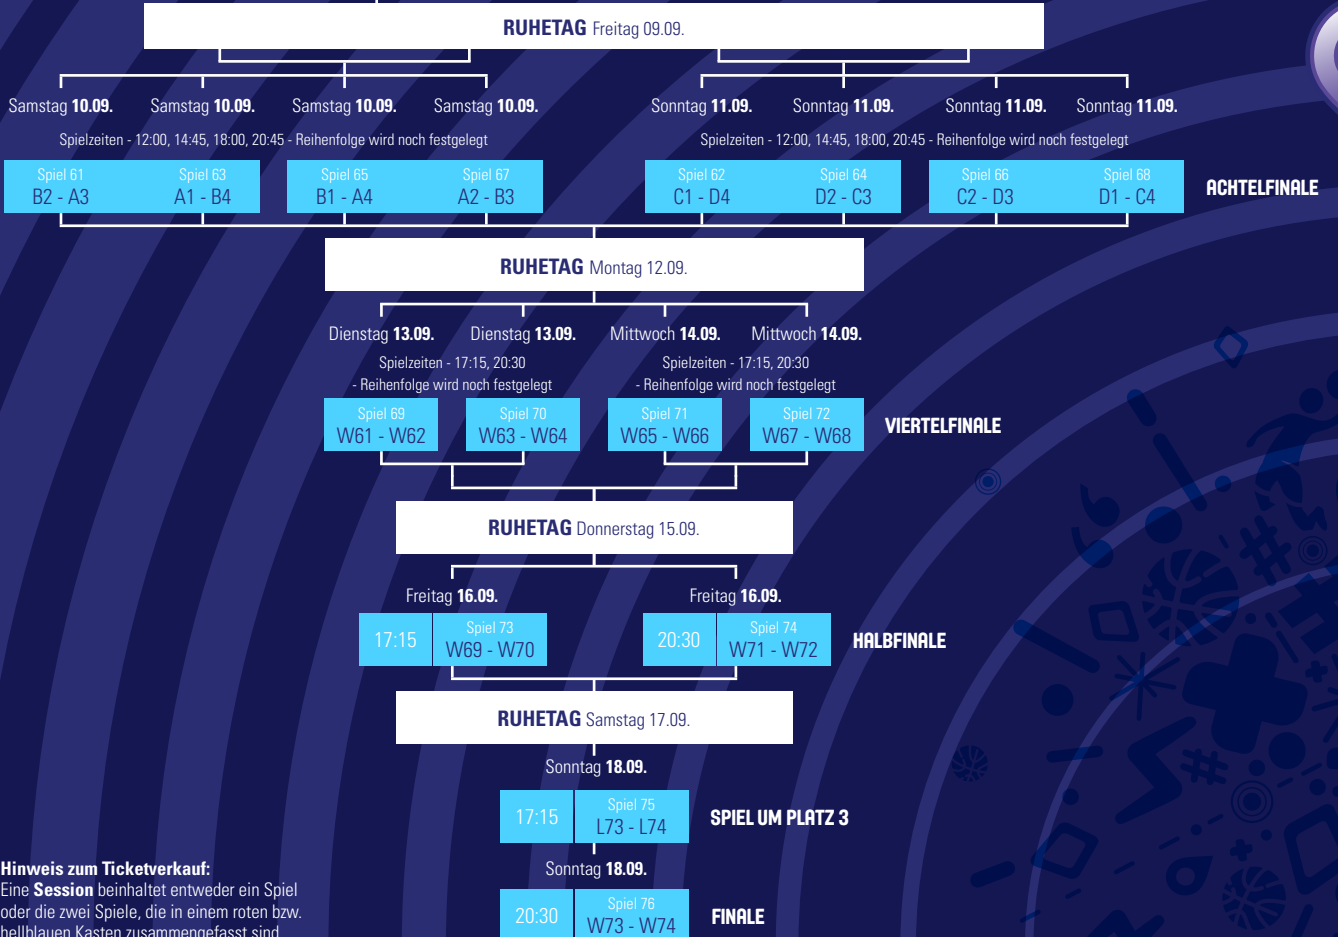 RUHETAG Freitag 09.09.
Samstag 10.09. Samstag 10.09. Samstag 10.09. Samstag 10.09. Sonntag 11.09. Sonntag 11.09. Sonntag 11.09. Sonntag 11.09.
Spielzeiten - 12:00, 14:45, 18:00, 20:45 - Reihenfolge wird noch festgelegt Spielzeiten - 12:00, 14:45, 18:00, 20:45 - Reihenfolge wird noch festgelegt
Spiel 61 Spiel 63 Spiel 65 Spiel 67 Spiel 62 Spiel 64 Spiel 66 Spiel 68
B2 - A3 A1 - B4 B1 - A4 A2 - B3 C1 - D4 D2 - C3 C2 - D3 D1 - C4
ACHTELFINALE
RUHETAG Montag 12.09.
Dienstag 13.09. Dienstag 13.09. Mittwoch 14.09. Mittwoch 14.09.
Spielzeiten - 17:15, 20:30 Spielzeiten - 17:15, 20:30
- Reihenfolge wird noch festgelegt - Reihenfolge wird noch festgelegt
Spiel 69 Spiel 70 Spiel 71 Spiel 72
W61 - W62 W63 - W64 W65 - W66 W67 - W68
VIERTELFINALE
RUHETAG Donnerstag 15.09.
Freitag 16.09. Freitag 16.09.
17:15 Spiel 73 20:30 Spiel 74
W69 - W70 W71 - W72
HALBFINALE
RUHETAG Samstag 17.09.
Sonntag 18.09.
17:15 Spiel 75
L73 - L74
SPIEL UM PLATZ 3
Sonntag 18.09.
20:30 Spiel 76
W73 - W74
FINALE
Hinweis zum Ticketverkauf:
Eine Session beinhaltet entweder ein Spiel
oder die zwei Spiele, die in einem roten bzw.
hellblauen Kasten zusammengefasst sind